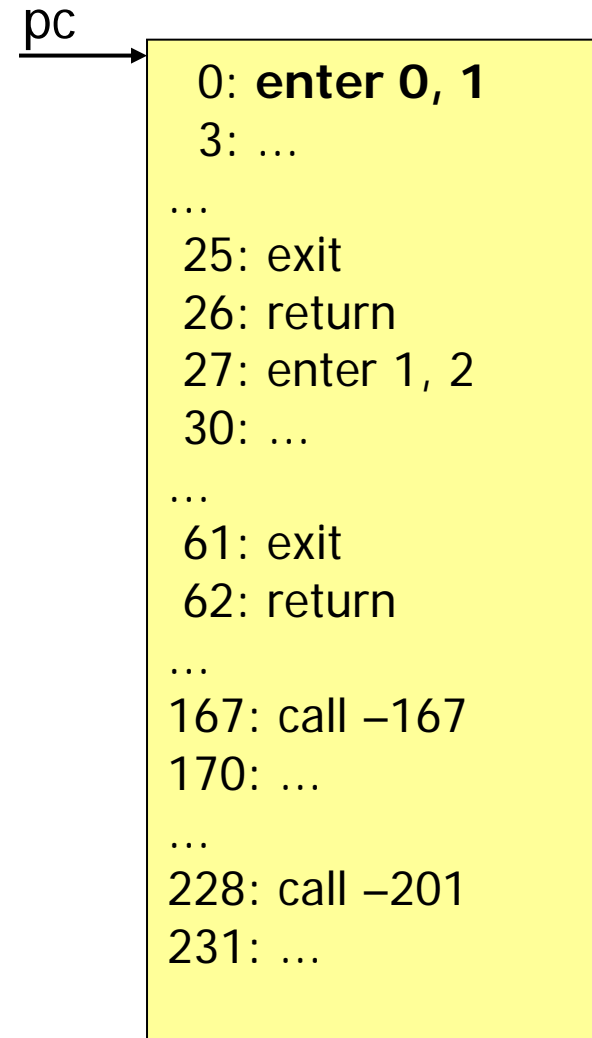 pc
0: enter 0, 1
3: …
…
25: exit
26: return
27: enter 1, 2
30: …
…
61: exit
62: return
…
167: call –167
170: …
…
228: call –201
231: …